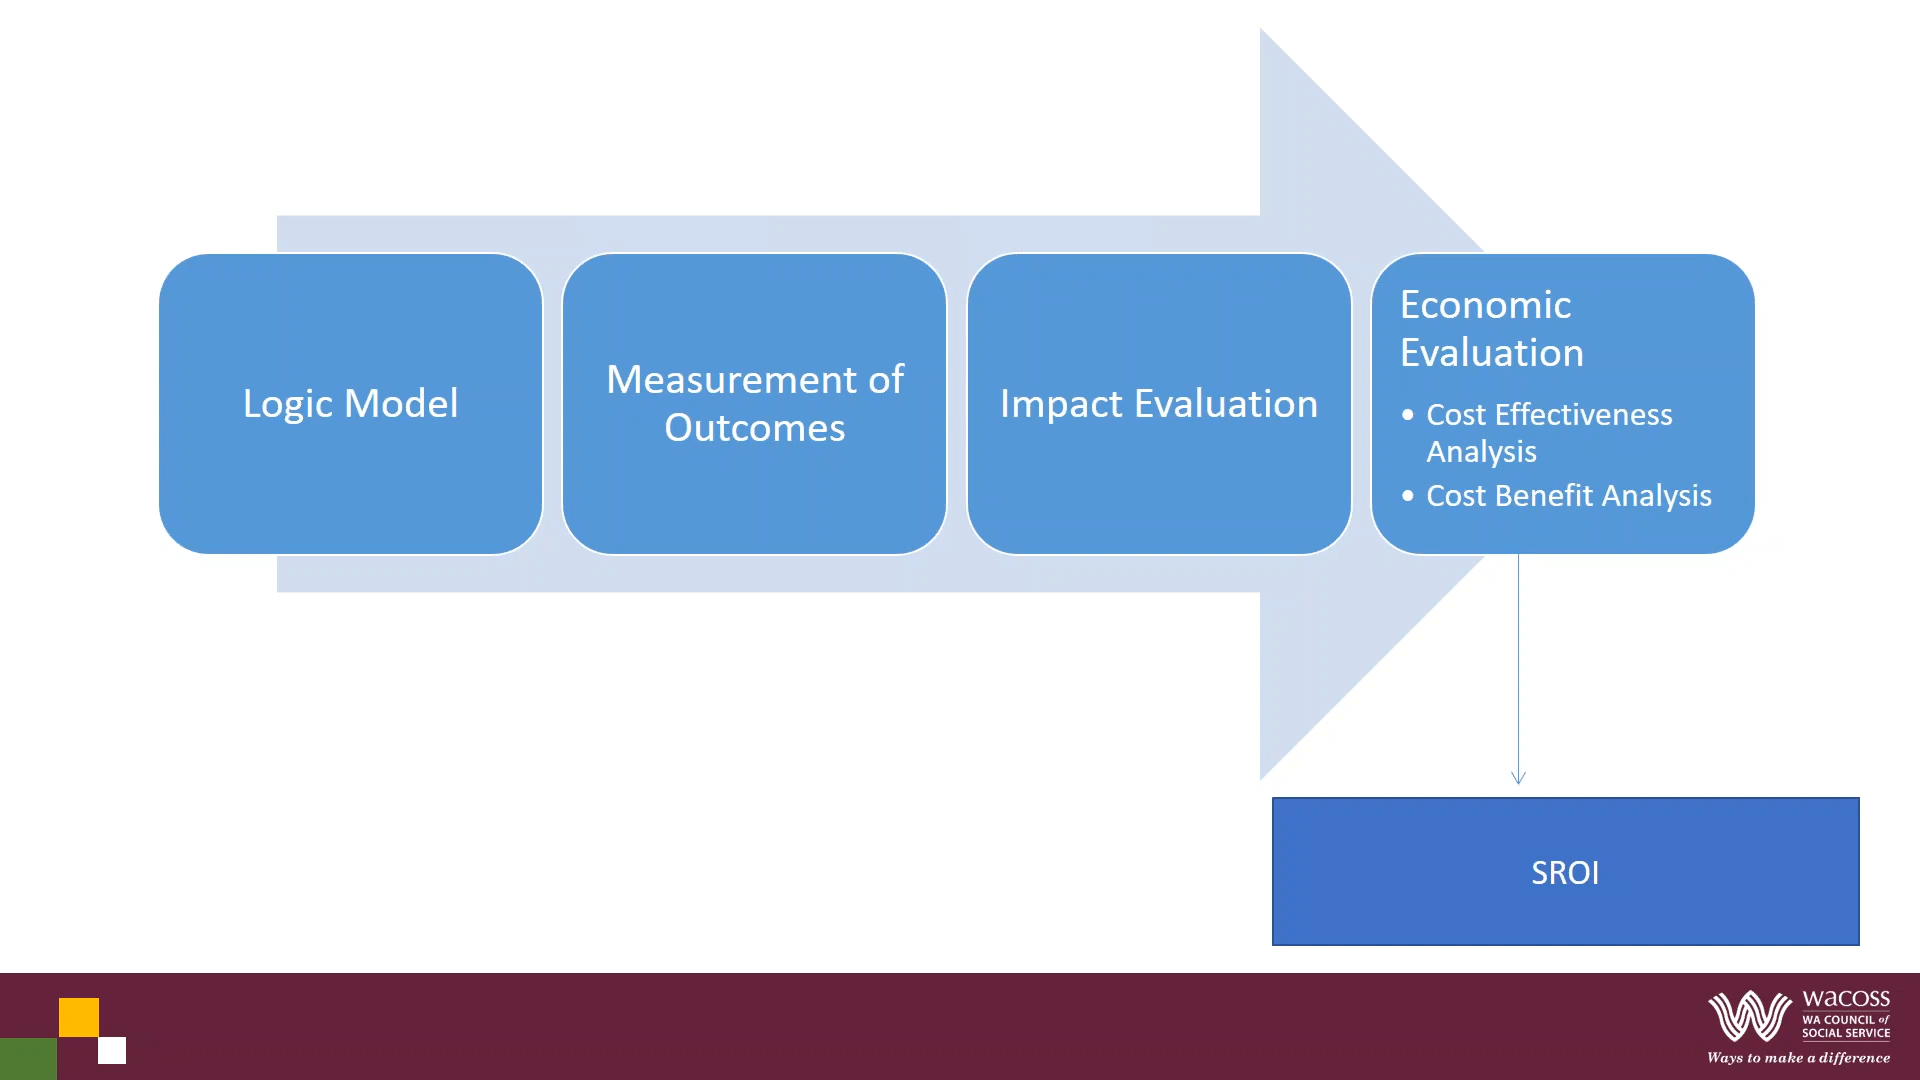 Logic Model
Measurement of
Outcomes
Impact Evaluation
Economic
Evaluation
• Cost Effectiveness
Analysis
• Cost Benefit Analysis
SROI
wacoss
WA COUNCIL of
SOCIAL SERVICE
Ways to make a difference